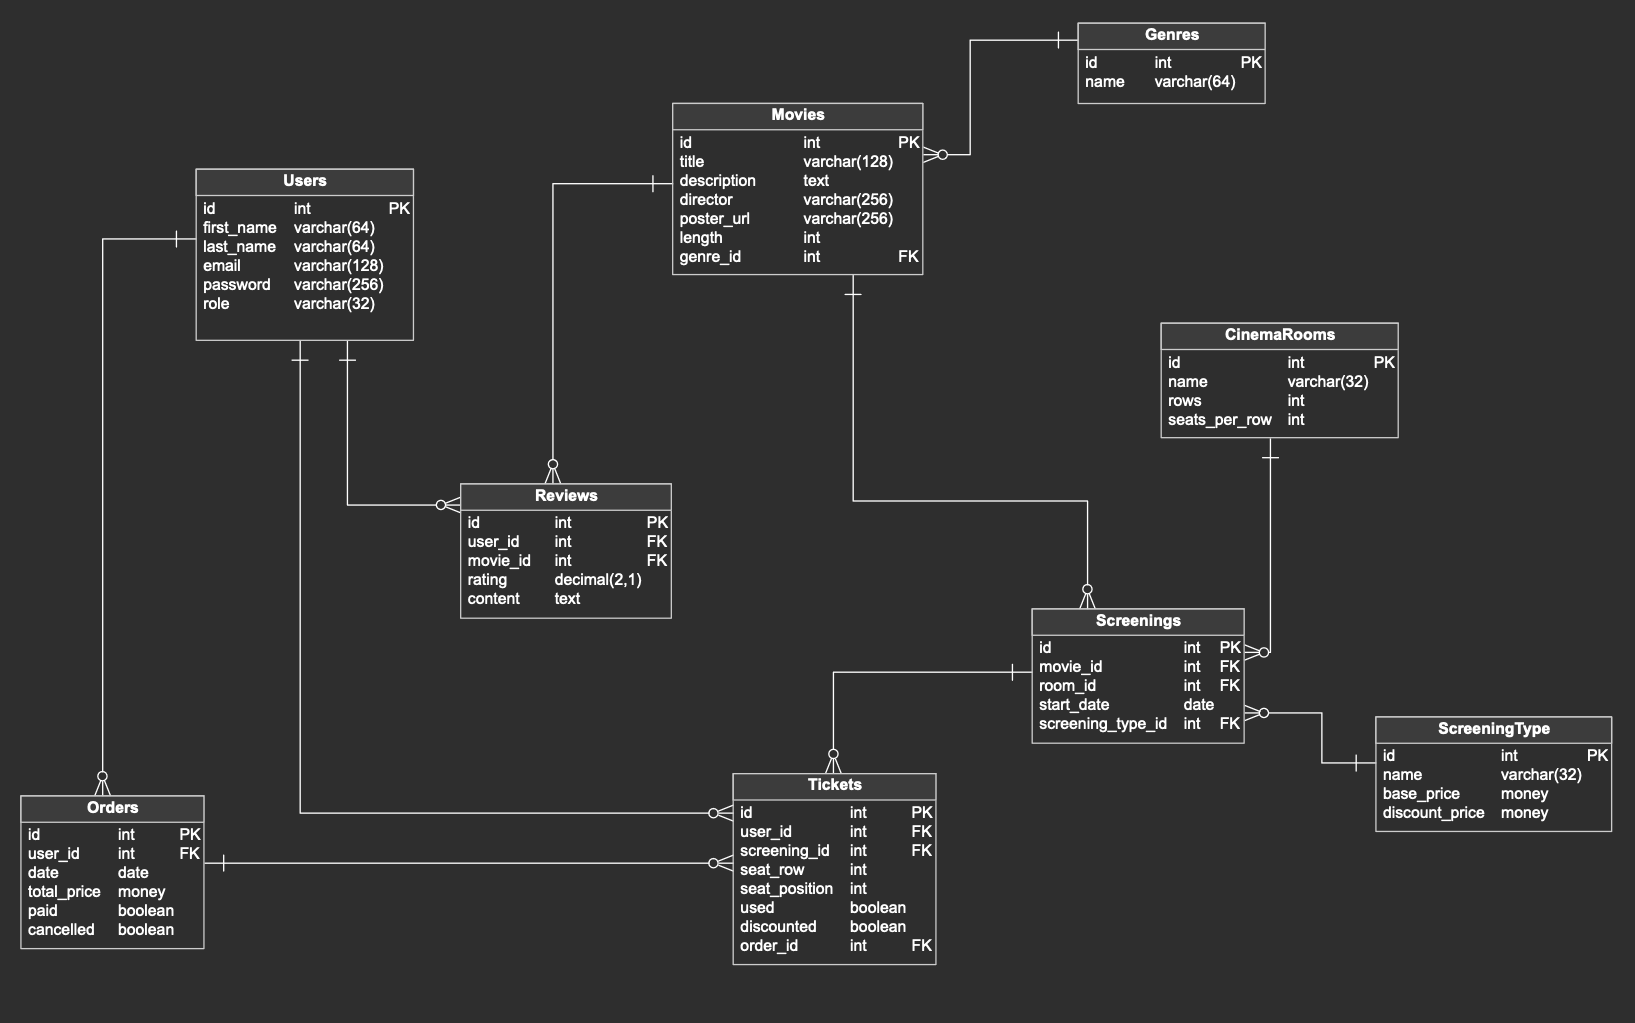 Genres
id int PK
name varchar(64)
Movies
id int PK
title varchar(128)
description text
director varchar(256)
poster_url varchar(256)
length int
genre_id int FK
Users
id int PK
first_name varchar(64)
last_name varchar(64)
email varchar(128)
password varchar(256)
role varchar(32)
CinemaRooms
id int PK
name varchar(32)
rows int
seats_per_row int
Reviews
id int PK
user_id int FK
movie_id int FK
rating decimal(2,1)
content text
Screenings
id int PK
movie_id int FK
room_id int FK
start_date date
screening_type_id int FK
ScreeningType
id int PK
name varchar(32)
base_price money
discount_price money
Tickets
id int PK
user_id int FK
screening_id int FK
seat_row int
seat_position int
used boolean
discounted boolean
order_id int FK
Orders
id int PK
user_id int FK
date date
total_price money
paid boolean
cancelled boolean